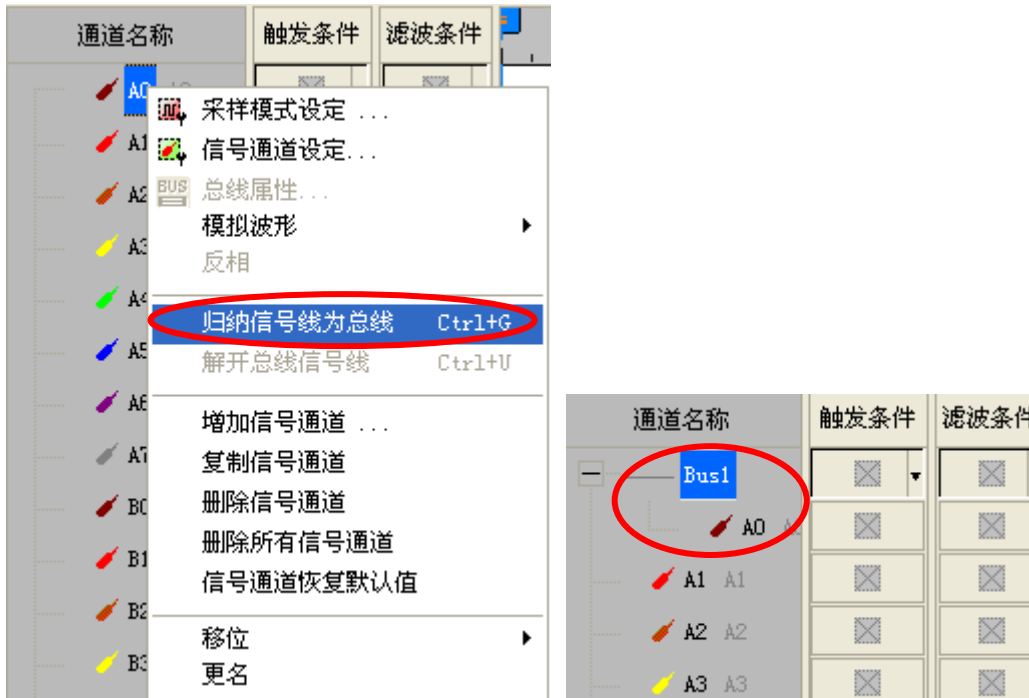 通道名称 触发条件 滤波条件
A0
采样模式设定 ...
A1 信号通道设定...
A2 BUS 总线属性...
模拟波形
A3 反相
A4 归纳信号线为总线 Ctrl+G
A5 解开总线信号线 Ctrl+U
A6 增加信号通道 ...
A7 复制信号通道
B0 删除信号通道
删除所有信号通道
B1 信号通道恢复默认值
B2 移位
B3 更名
通道名称 触发条件 滤波条件
Bus1
A0
A1 A1
A2 A2
A3 A3